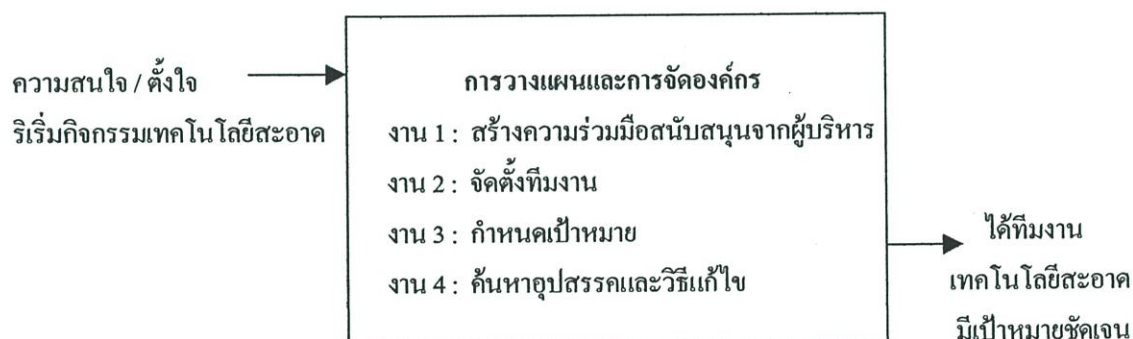 ความสนใจ / ตั้งใจ
ริเริ่มกิจกรรมเทคโนโลยีสะอาด
การวางแผนและการจัดองค์กร
งาน 1 : สร้างความร่วมมือสนับสนุนจากผู้บริหาร
งาน 2 : จัดตั้งทีมงาน
งาน 3 : กำหนดเป้าหมาย
งาน 4 : ค้นหาอุปสรรคและวิธีแก้ไข
ได้ทีมงาน
เทคโนโลยีสะอาด
มีเป้าหมายชัดเจน